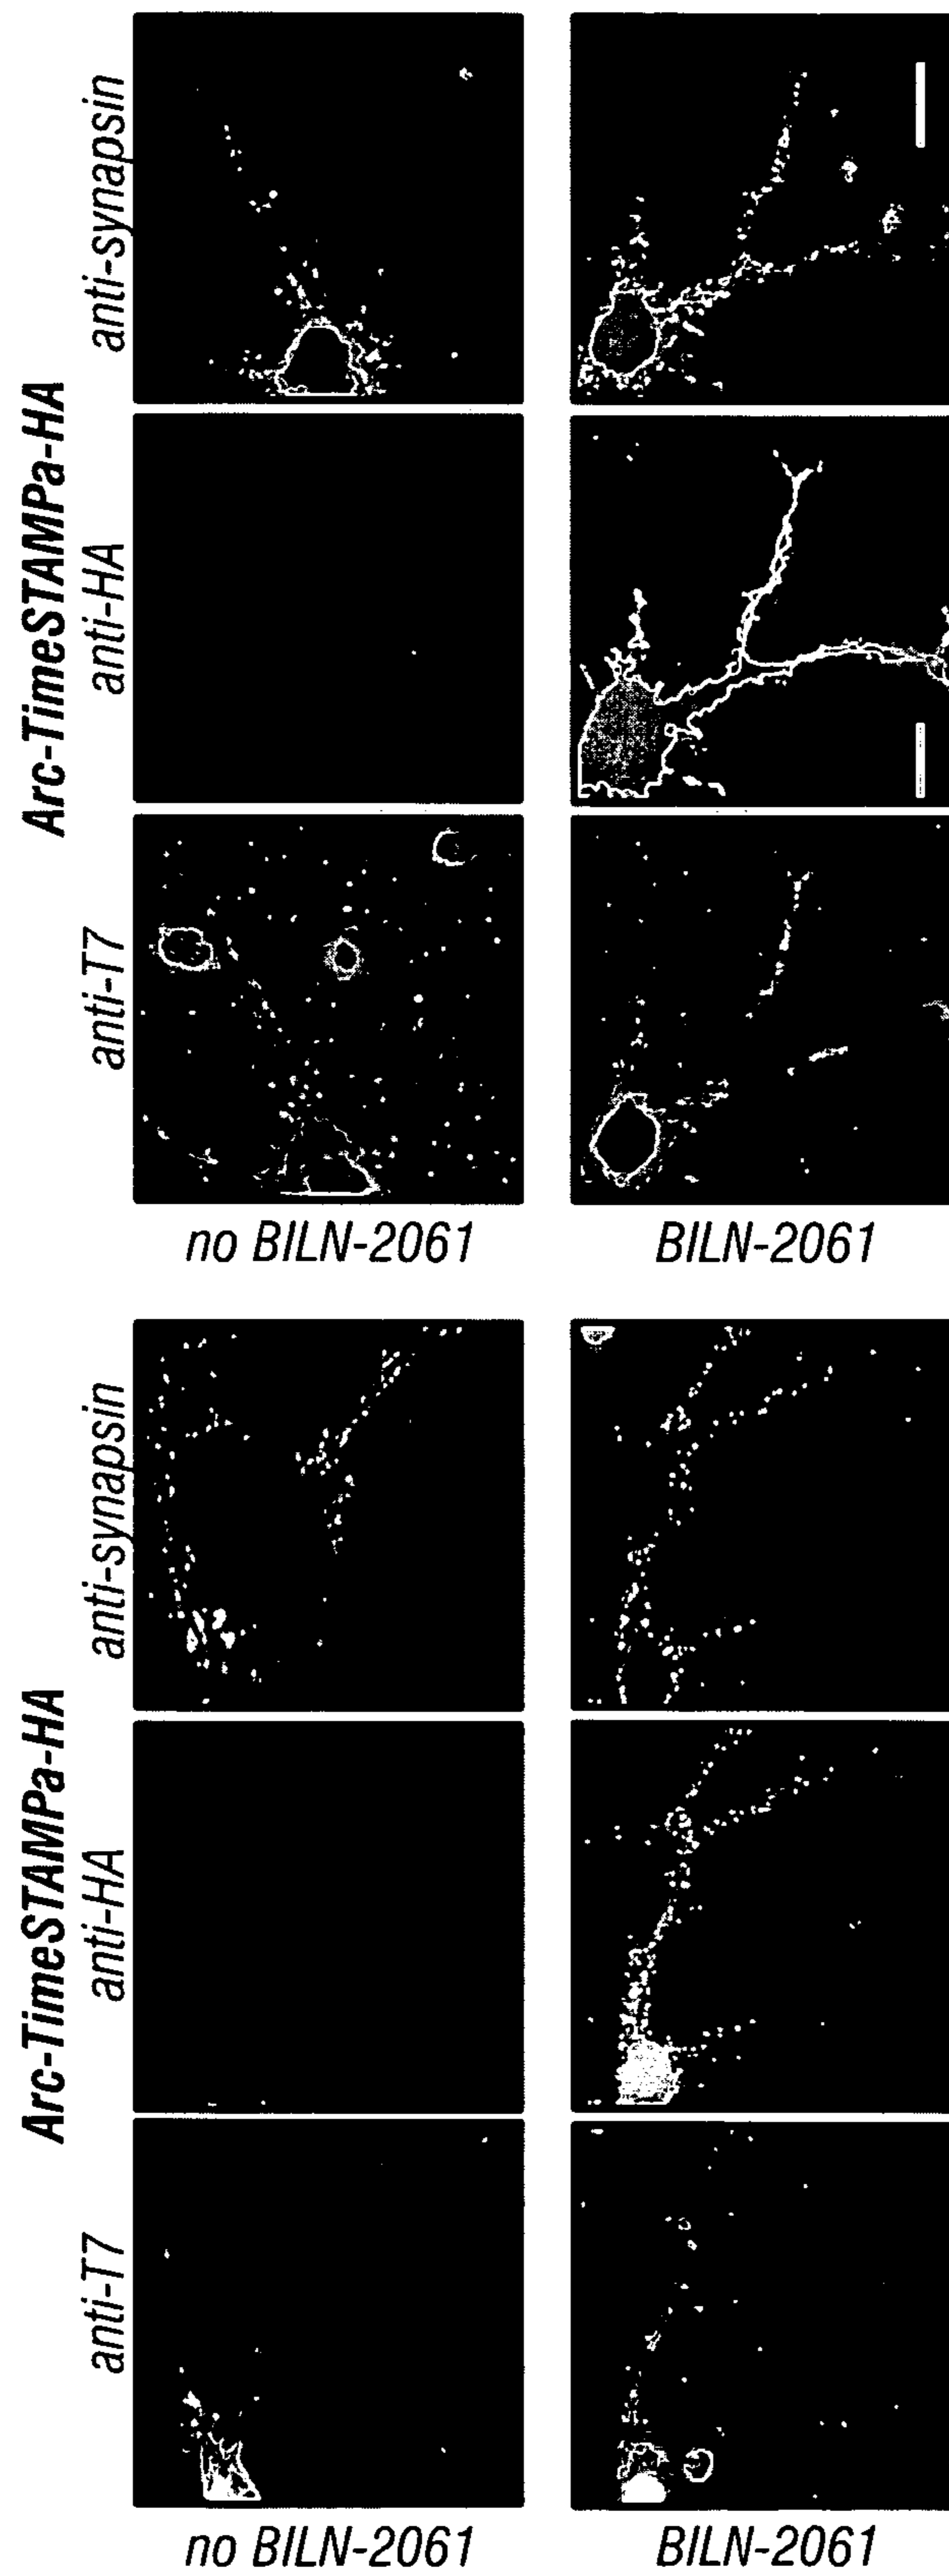 Arc-TimeSTAMPa-HA
anti-T7
anti-HA
anti-synapsin
no BILN-2061
BILN-2061
Arc-TimeSTAMPa-HA
anti-T7
anti-HA
anti-synapsin
no BILN-2061
BILN-2061